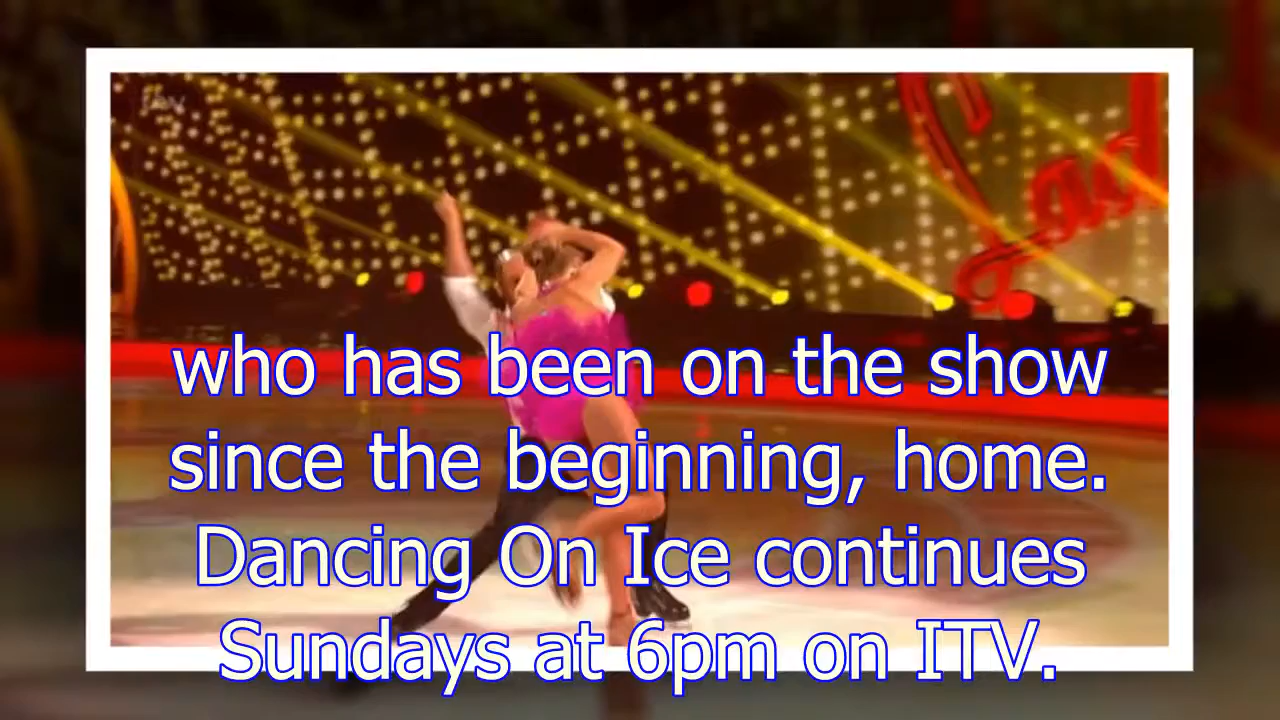 itv
who has been on the show
since the beginning, home.
Dancing On Ice continues
Sundays at 6pm on ITV.